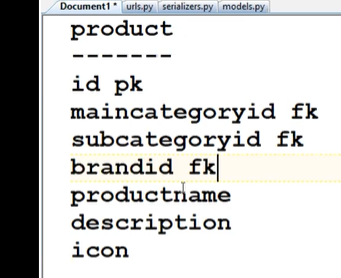 Document1 * urls.py serializers.py models.py
product
-------
id pk
maincategoryid fk
subcategoryid fk
brandid fk
productname
description
icon